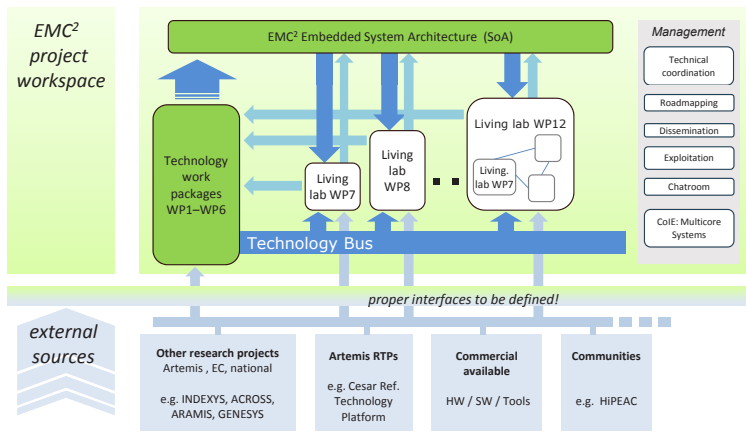 EMC²
project
workspace
EMC² Embedded System Architecture (SoA)
Technology
work
packages
WP1–WP6
Living
lab WP7
Living
lab
WP8
Living lab WP12
Living.
lab WP7
Technology Bus
Management
Technical
coordination
Roadmapping
Dissemination
Exploitation
Chatroom
CoIE: Multicore
Systems
proper interfaces to be defined!
external
sources
Other research projects
Artemis , EC, national
e.g. INDEXYS, ACROSS,
ARAMIS, GENESYS
Artemis RTPs
e.g. Cesar Ref.
Technology
Platform
Commercial
available
HW / SW / Tools
Communities
e.g. HiPEAC